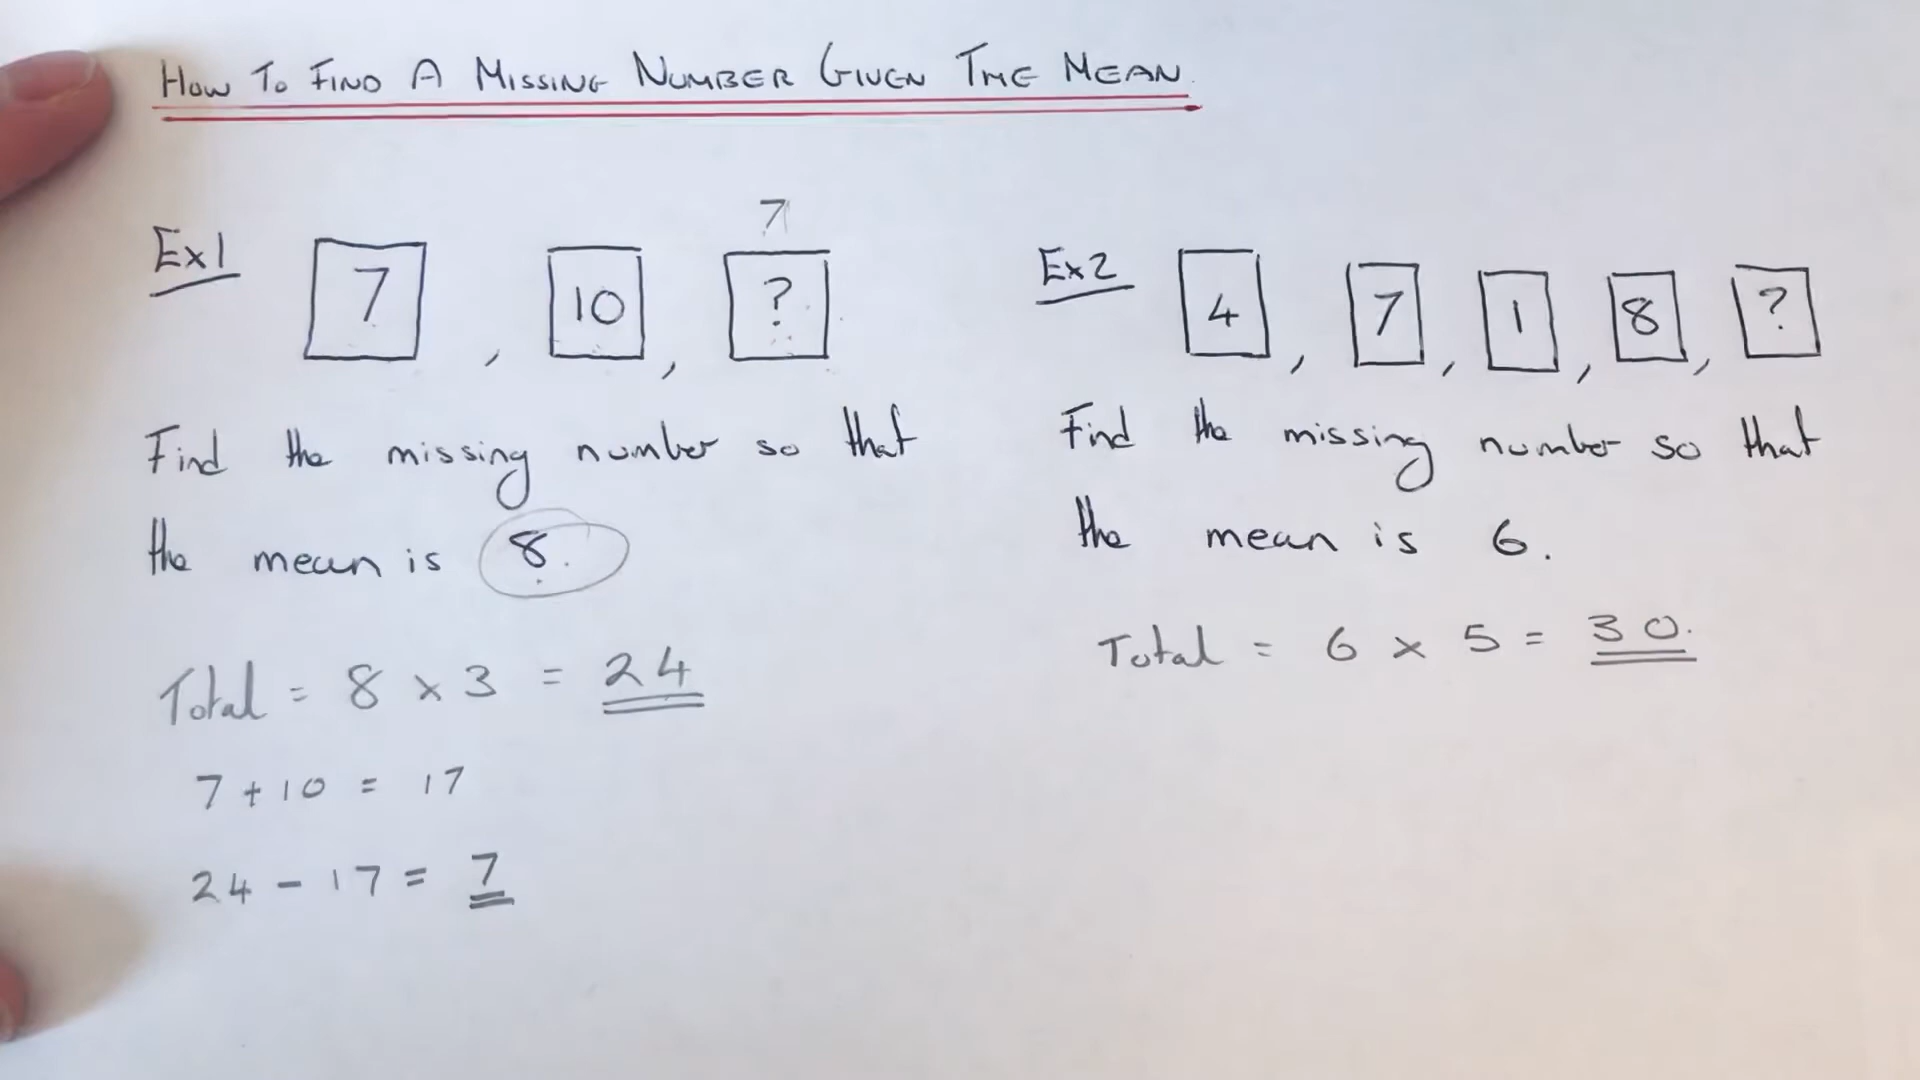 HOW TO FIND A MISSING NUMBER GIVEN THE MEAN.
7
Ex1 7 , 10 , ?
Find the missing number so that
the mean is 8.
Total = 8 x 3 = 24
7 + 10 = 17
24 - 17 = 7
Ex2 4 , 7 , 1 , 8 , ?
Find the missing number so that
the mean is 6.
Total = 6 x 5 = 30.